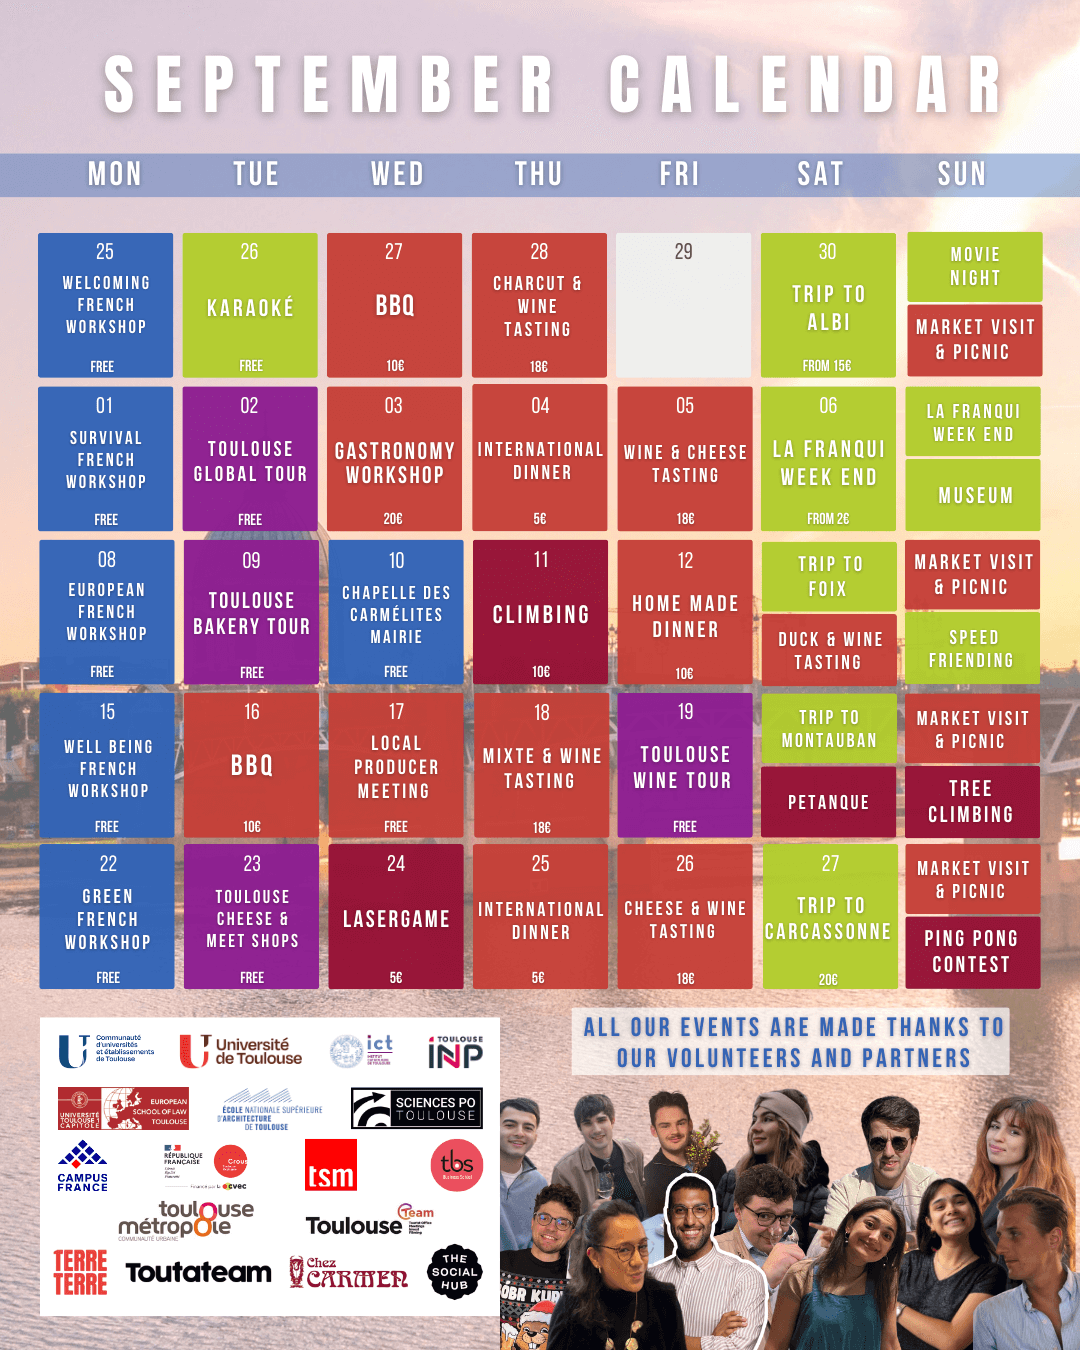 SEPTEMBER CALENDAR
MON TUE WED THU FRI SAT SUN
25
WELCOMING
FRENCH
WORKSHOP
FREE
26
KARAOKÉ
FREE
27
BBQ
10€
28
CHARCUT &
WINE
TASTING
18€
29
30
TRIP TO
ALBI
FROM 15€
MOVIE
NIGHT
MARKET VISIT
& PICNIC
01
SURVIVAL
FRENCH
WORKSHOP
FREE
02
TOULOUSE
GLOBAL TOUR
FREE
03
GASTRONOMY
WORKSHOP
20€
04
INTERNATIONAL
DINNER
5€
05
WINE & CHEESE
TASTING
18€
06
LA FRANQUI
WEEK END
FROM 2€
LA FRANQUI
WEEK END
MUSEUM
08
EUROPEAN
FRENCH
WORKSHOP
FREE
09
TOULOUSE
BAKERY TOUR
FREE
10
CHAPELLE DES
CARMÉLITES
MAIRIE
FREE
11
CLIMBING
10€
12
HOME MADE
DINNER
10€
TRIP TO
FOIX
DUCK & WINE
TASTING
MARKET VISIT
& PICNIC
SPEED
FRIENDING
15
WELL BEING
FRENCH
WORKSHOP
FREE
16
BBQ
10€
17
LOCAL
PRODUCER
MEETING
FREE
18
MIXTE & WINE
TASTING
18€
19
TOULOUSE
WINE TOUR
FREE
TRIP TO
MONTAUBAN
PETANQUE
MARKET VISIT
& PICNIC
TREE
CLIMBING
22
GREEN
FRENCH
WORKSHOP
FREE
23
TOULOUSE
CHEESE &
MEET SHOPS
FREE
24
LASERGAME
5€
25
INTERNATIONAL
DINNER
5€
26
CHEESE & WINE
TASTING
18€
27
TRIP TO
CARCASSONNE
20€
MARKET VISIT
& PICNIC
PING PONG
CONTEST
ALL OUR EVENTS ARE MADE THANKS TO
OUR VOLUNTEERS AND PARTNERS
Communauté
d'universités
et établissements
de Toulouse
Université
de Toulouse
ict
TOULOUSE
INP
UNIVERSITÉ
TOULOUSE
CAPITOLE
EUROPEAN
SCHOOL OF LAW
TOULOUSE
ÉCOLE NATIONALE SUPÉRIEURE
D'ARCHITECTURE
DE TOULOUSE
SCIENCES PO
TOULOUSE
CAMPUS
FRANCE
RÉPUBLIQUE
FRANÇAISE
Crous
Financé par la cvec
tsm
tbs
Business School
toulouse
métropole
COMMUNAUTÉ URBAINE
Toulouse
Team
TERRE
TERRE
Toutateam
Chez
CARMEN
THE
SOCIAL
HUB